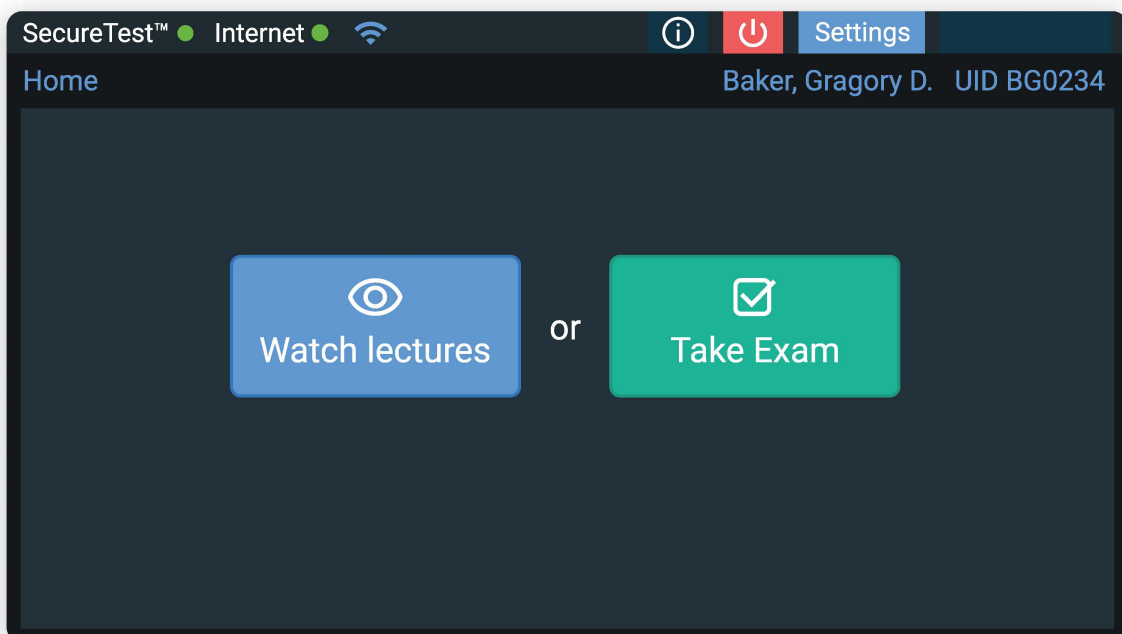 SecureTest™ Internet Settings
Home Baker, Gragory D. UID BG0234
Watch lectures or Take Exam